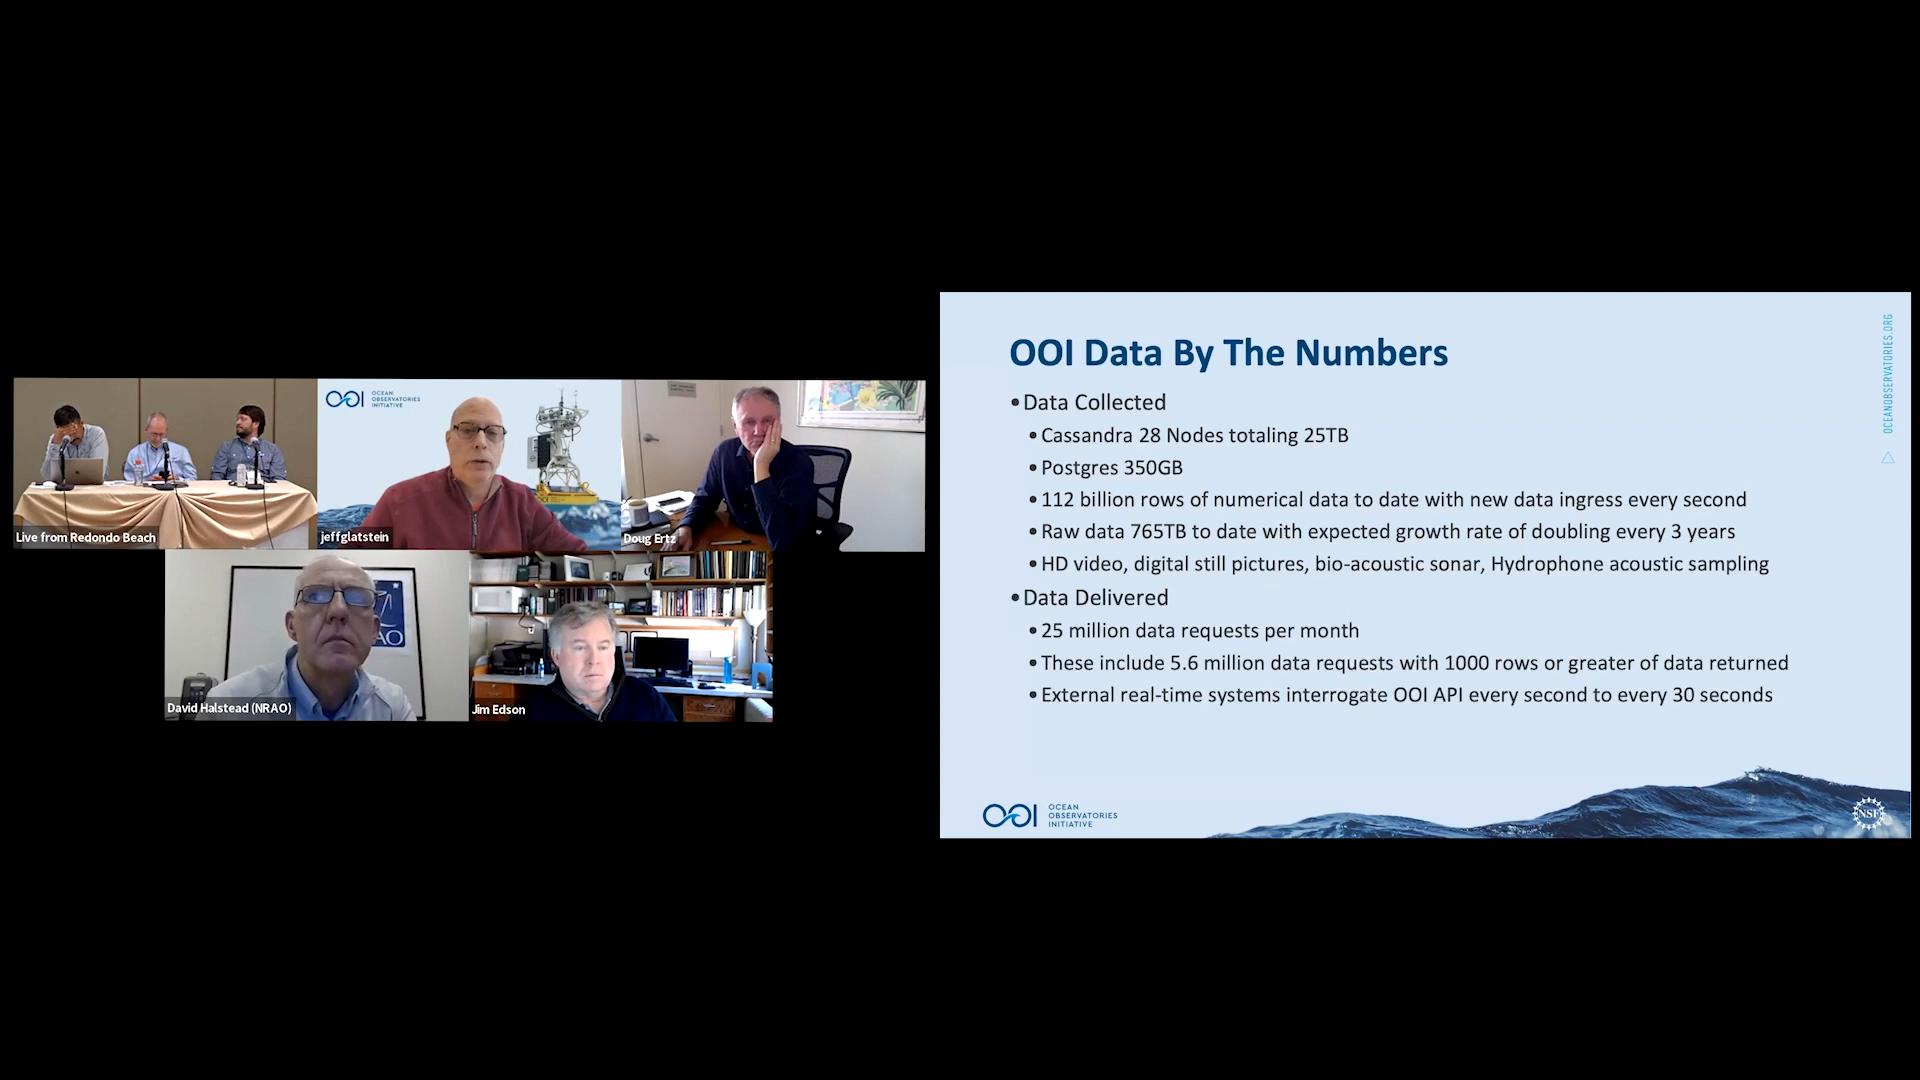 OOI Data By The Numbers
•Data Collected
•Cassandra 28 Nodes totaling 25TB
•Postgres 350GB
•112 billion rows of numerical data to date with new data ingress every second
•Raw data 765TB to date with expected growth rate of doubling every 3 years
•HD video, digital still pictures, bio-acoustic sonar, Hydrophone acoustic sampling
•Data Delivered
•25 million data requests per month
•These include 5.6 million data requests with 1000 rows or greater of data returned
•External real-time systems interrogate OOI API every second to every 30 seconds
OCEANOBSERVATORIES.ORG
OOI
OCEAN
OBSERVATORIES
INITIATIVE
NSF
Live from Redondo Beach
OOI
OCEAN
OBSERVATORIES
INITIATIVE
jeffglatstein
Doug Ertz
AO
David Halstead (NRAO)
Jim Edson